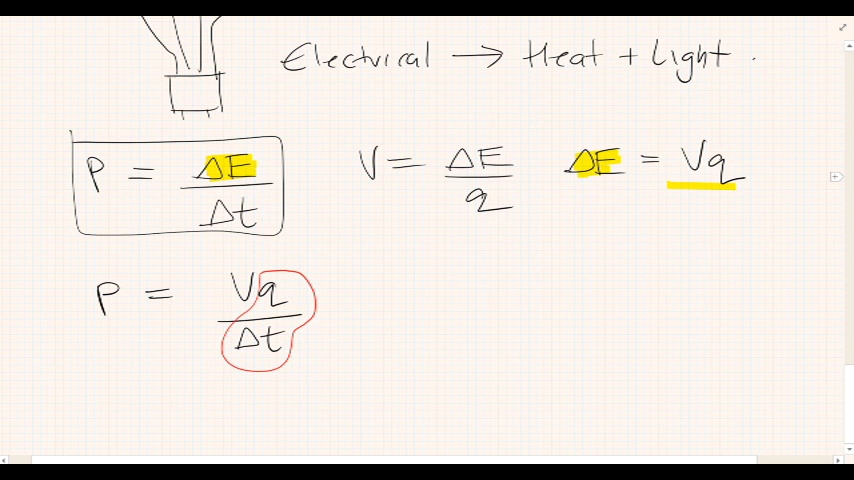 Electrical → Heat + Light.
P = ΔE / Δt
V = ΔE / q
ΔE = Vq
P = Vq / Δt